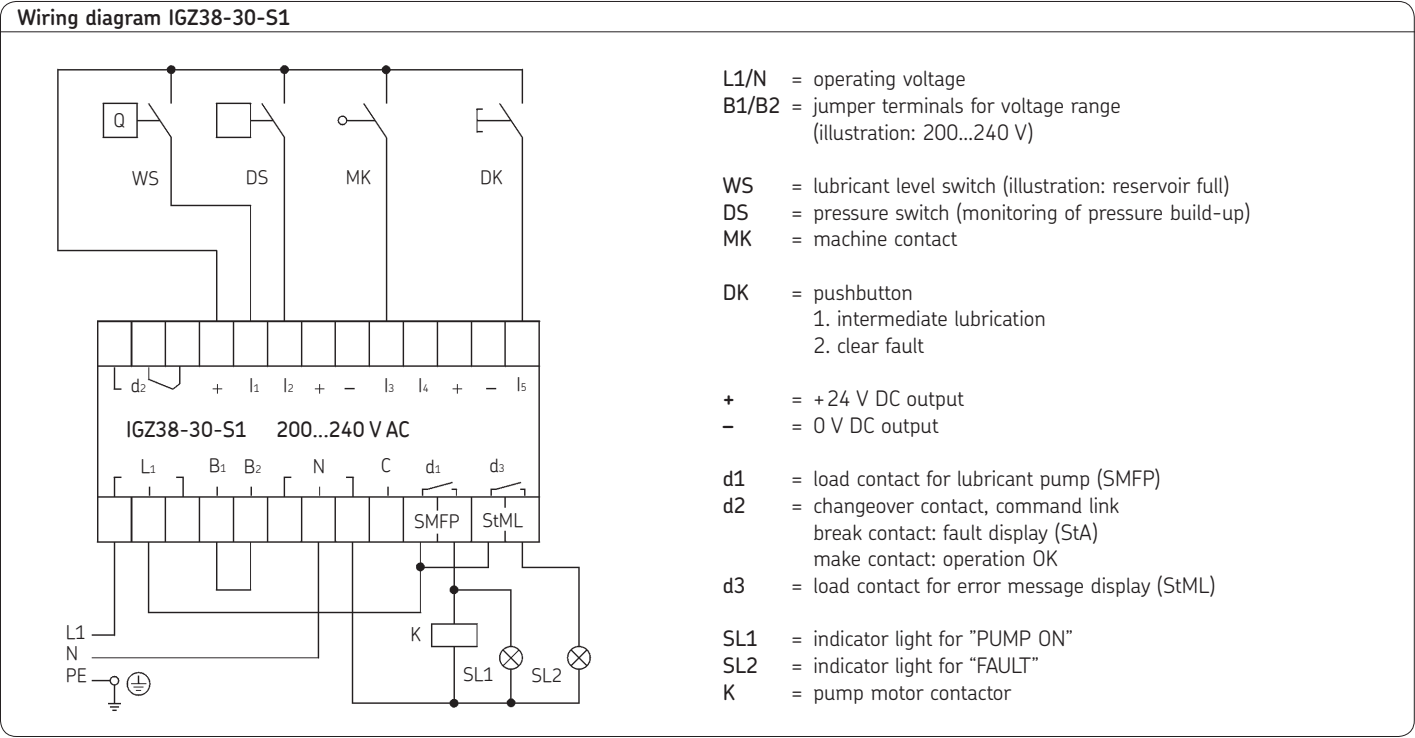 Wiring diagram IGZ38-30-S1
Q
WS DS MK DK
d2 + I1 I2 + – I3 I4 + – I5
IGZ38-30-S1 200...240 V AC
L1 B1 B2 N C d1 d3
SMFP StML
L1
N
PE
K
SL1 SL2
L1/N = operating voltage
B1/B2 = jumper terminals for voltage range
(illustration: 200...240 V)
WS = lubricant level switch (illustration: reservoir full)
DS = pressure switch (monitoring of pressure build-up)
MK = machine contact
DK = pushbutton
1. intermediate lubrication
2. clear fault
+ = +24 V DC output
– = 0 V DC output
d1 = load contact for lubricant pump (SMFP)
d2 = changeover contact, command link
break contact: fault display (StA)
make contact: operation OK
d3 = load contact for error message display (StML)
SL1 = indicator light for ”PUMP ON”
SL2 = indicator light for “FAULT”
K = pump motor contactor